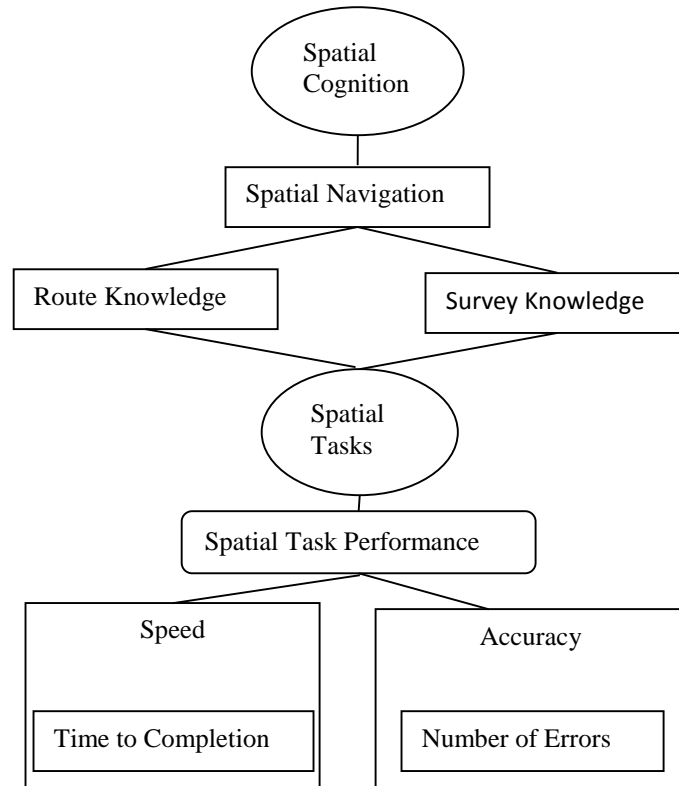 Spatial
Cognition
Spatial Navigation
Route Knowledge
Survey Knowledge
Spatial
Tasks
Spatial Task Performance
Speed
Accuracy
Time to Completion
Number of Errors